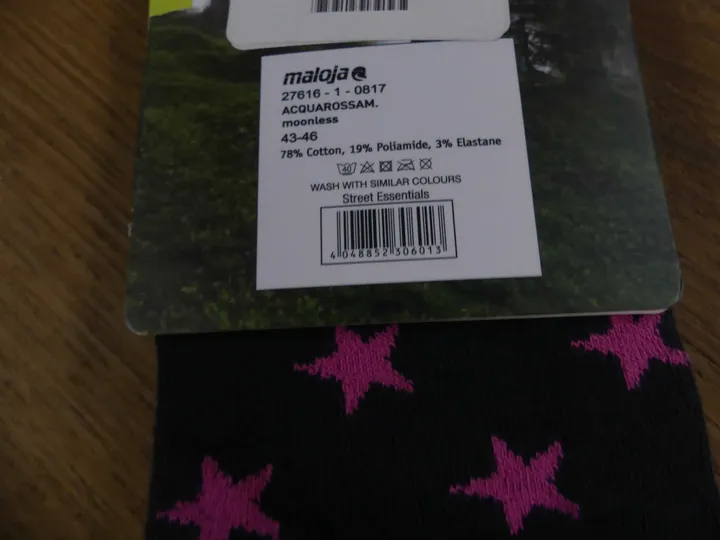 maloja
27616 - 1 - 0817
ACQUAROSSAM.
moonless
43-46
78% Cotton, 19% Poliamide, 3% Elastane
40
WASH WITH SIMILAR COLOURS
Street Essentials
4 048852 306013